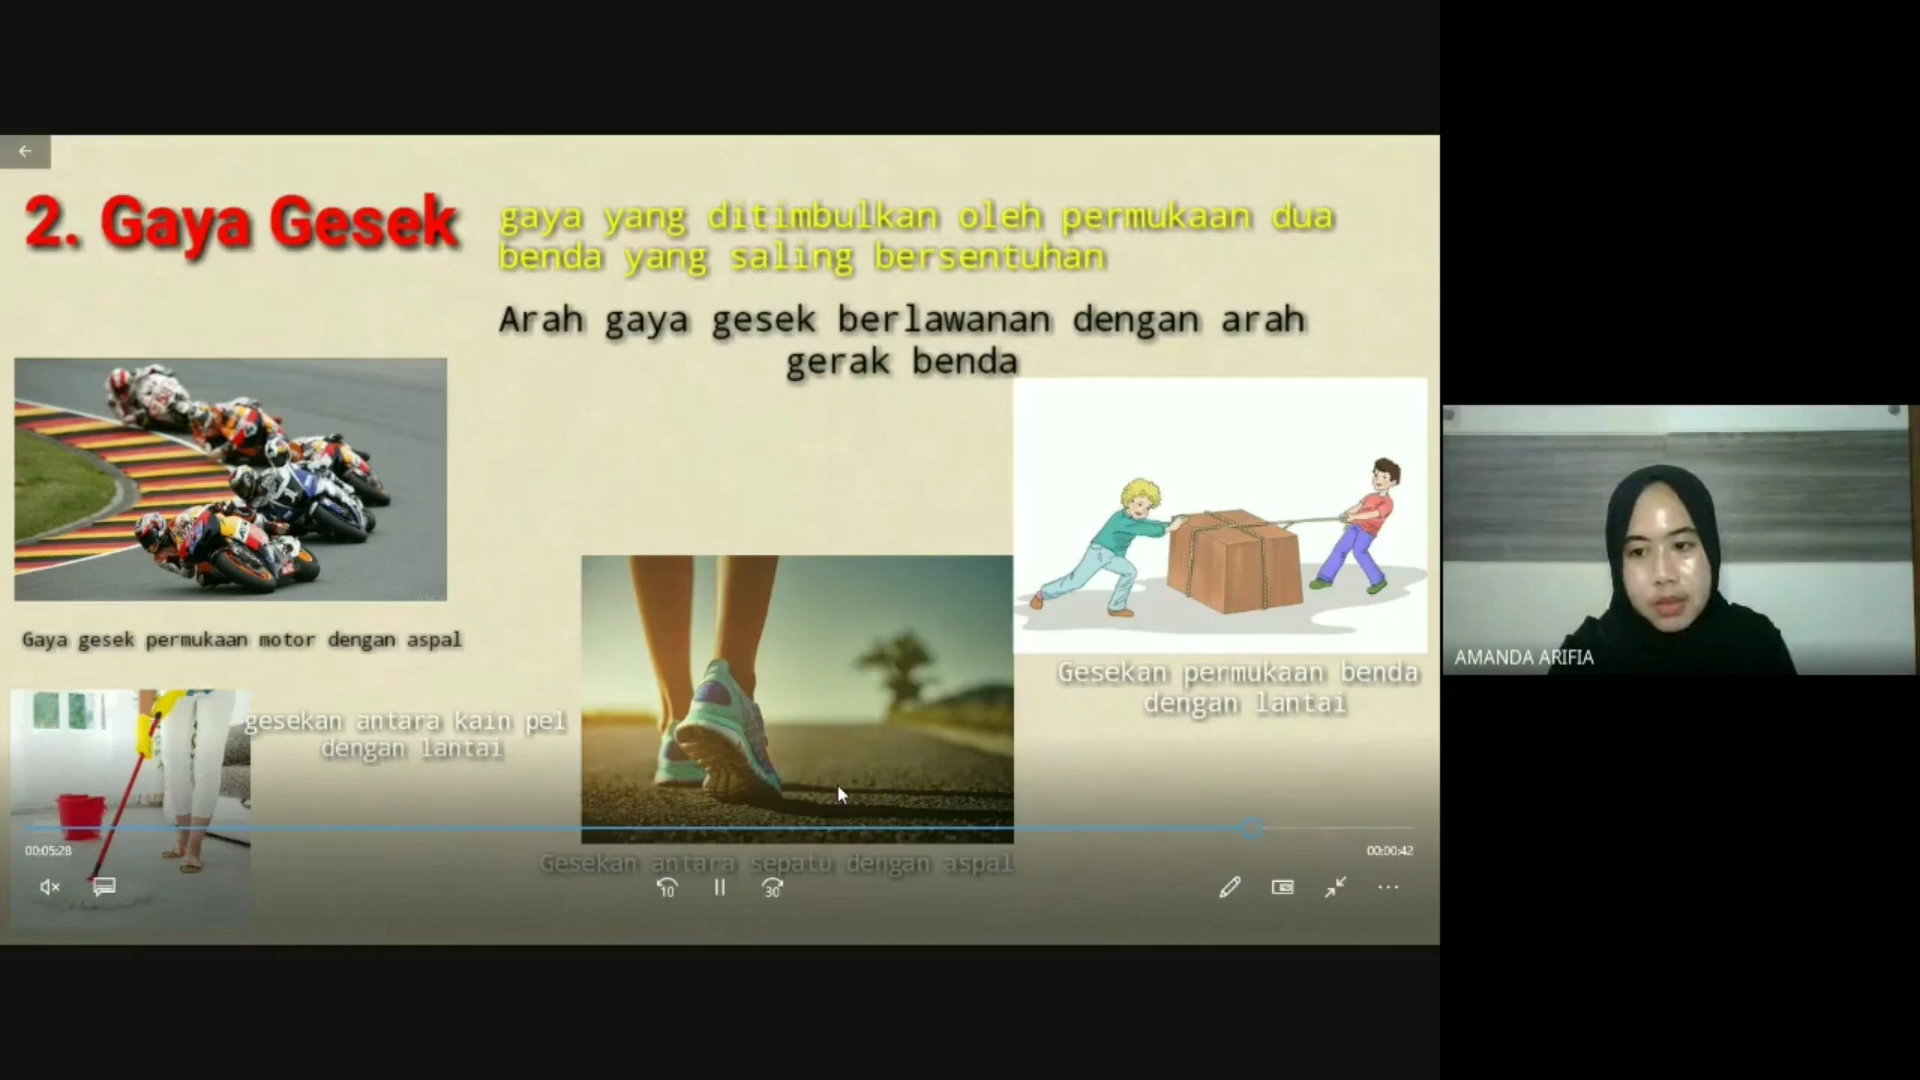 2. Gaya Gesek
gaya yang ditimbulkan oleh permukaan dua
benda yang saling bersentuhan
Arah gaya gesek berlawanan dengan arah
gerak benda
Gaya gesek permukaan motor dengan aspal
Gesekan permukaan benda
dengan lantai
gesekan antara kain pel
dengan lantai
Gesekan antara sepatu dengan aspal
00:05:28
00:00:42
10
30
AMANDA ARIFIA